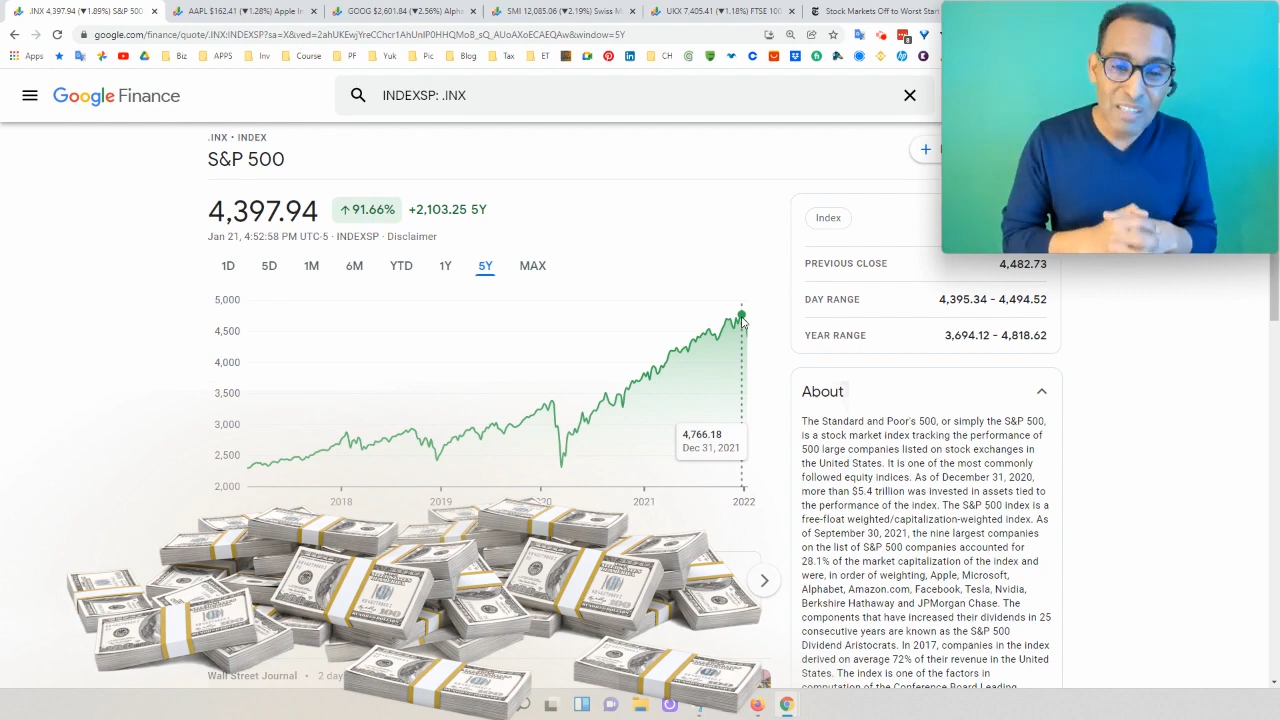 .INX 4,397.94 (▼1.89%) S&P 500
AAPL $162.41 (▼1.28%) Apple In
GOOG $2,601.84 (▼2.56%) Alpha
SMI 12,085.06 (▼2.19%) Swiss M
UKX 7,405.41 (▼1.18%) FTSE 100
Stock Markets Off to Worst Start
google.com/finance/quote/.INX:INDEXSP?sa=X&ved=2ahUKEwjYreCChcr1AhUnIP0HHQMo8_sQ_AUoAXoECAEQAw&window=5Y
Apps
Biz
APPS
Inv
Course
PF
Yuk
Pic
Blog
Tax
ET
CH
Google Finance
INDEXSP: .INX
.INX • INDEX
S&P 500
4,397.94
↑ 91.66%
+2,103.25 5Y
Jan 21, 4:52:58 PM UTC-5 · INDEXSP · Disclaimer
1D 5D 1M 6M YTD 1Y 5Y MAX
5,000
4,500
4,000
3,500
3,000
2,500
2,000
4,766.18
Dec 31, 2021
2018 2019 2021 2022
Index
PREVIOUS CLOSE 4,482.73
DAY RANGE 4,395.34 - 4,494.52
YEAR RANGE 3,694.12 - 4,818.62
About
The Standard and Poor's 500, or simply the S&P 500,
is a stock market index tracking the performance of
500 large companies listed on stock exchanges in
the United States. It is one of the most commonly
followed equity indices. As of December 31, 2020,
more than $5.4 trillion was invested in assets tied to
the performance of the index. The S&P 500 index is a
free-float weighted/capitalization-weighted index. As
of September 30, 2021, the nine largest companies
on the list of S&P 500 companies accounted for
28.1% of the market capitalization of the index and
were, in order of weighting, Apple, Microsoft,
Alphabet, Amazon.com, Facebook, Tesla, Nvidia,
Berkshire Hathaway and JPMorgan Chase. The
components that have increased their dividends in 25
consecutive years are known as the S&P 500
Dividend Aristocrats. In 2017, companies in the index
derived on average 72% of their revenue in the United
States. The index is one of the factors in
computation of the Conference Board Leading
Wall Street Journal • 2 day